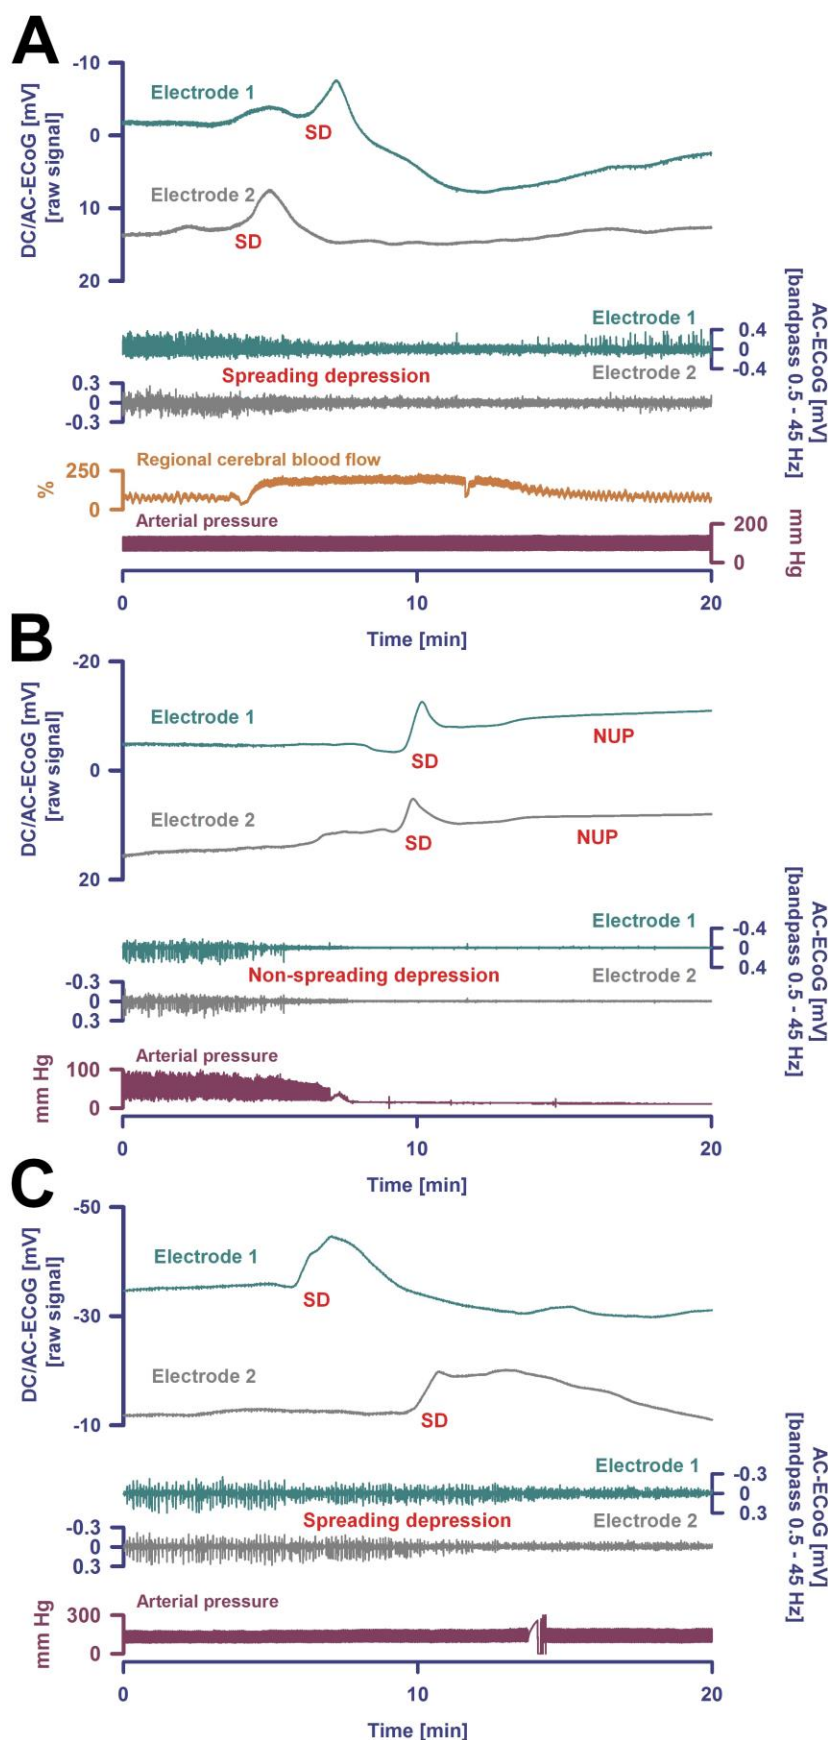 A
DC/AC-ECoG [mV]
[raw signal]
-10
0
10
20
Electrode 1
SD
Electrode 2
SD
AC-ECoG [mV]
[bandpass 0.5 - 45 Hz]
Electrode 1
0.4
0
-0.4
Spreading depression
Electrode 2
0.3
0
-0.3
Regional cerebral blood flow
%
250
0
Arterial pressure
200
0
mm Hg
0
10
20
Time [min]
B
DC/AC-ECoG [mV]
[raw signal]
-20
0
20
Electrode 1
SD
NUP
Electrode 2
SD
NUP
AC-ECoG [mV]
[bandpass 0.5 - 45 Hz]
Electrode 1
-0.4
0
0.4
Non-spreading depression
Electrode 2
-0.3
0
0.3
Arterial pressure
mm Hg
100
0
0
10
20
Time [min]
C
DC/AC-ECoG [mV]
[raw signal]
-50
-30
-10
Electrode 1
SD
Electrode 2
SD
AC-ECoG [mV]
[bandpass 0.5 - 45 Hz]
Electrode 1
-0.3
0
0.3
Spreading depression
Electrode 2
-0.3
0
0.3
Arterial pressure
mm Hg
300
0
0
10
20
Time [min]